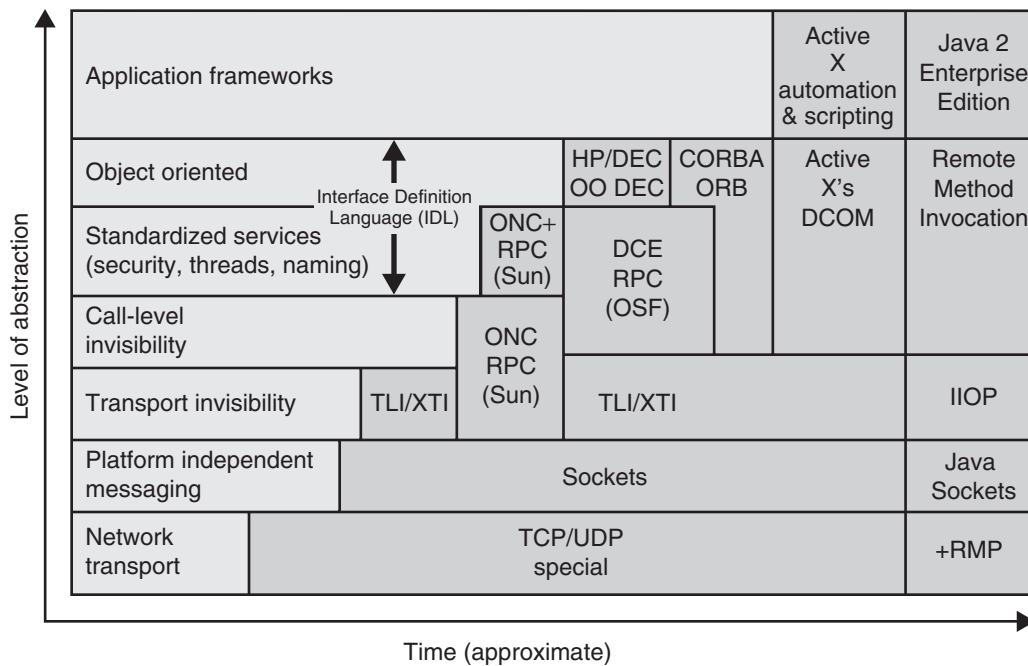 Level of abstraction
Application frameworks
Active
X
automation
& scripting
Java 2
Enterprise
Edition
Object oriented
Interface Definition
Language (IDL)
HP/DEC
OO DEC
CORBA
ORB
Active
X's
DCOM
Remote
Method
Invocation
Standardized services
(security, threads, naming)
ONC+
RPC
(Sun)
DCE
RPC
(OSF)
Call-level
invisibility
ONC
RPC
(Sun)
Transport invisibility
TLI/XTI
TLI/XTI
IIOP
Platform independent
messaging
Sockets
Java
Sockets
Network
transport
TCP/UDP
special
+RMP
Time (approximate)